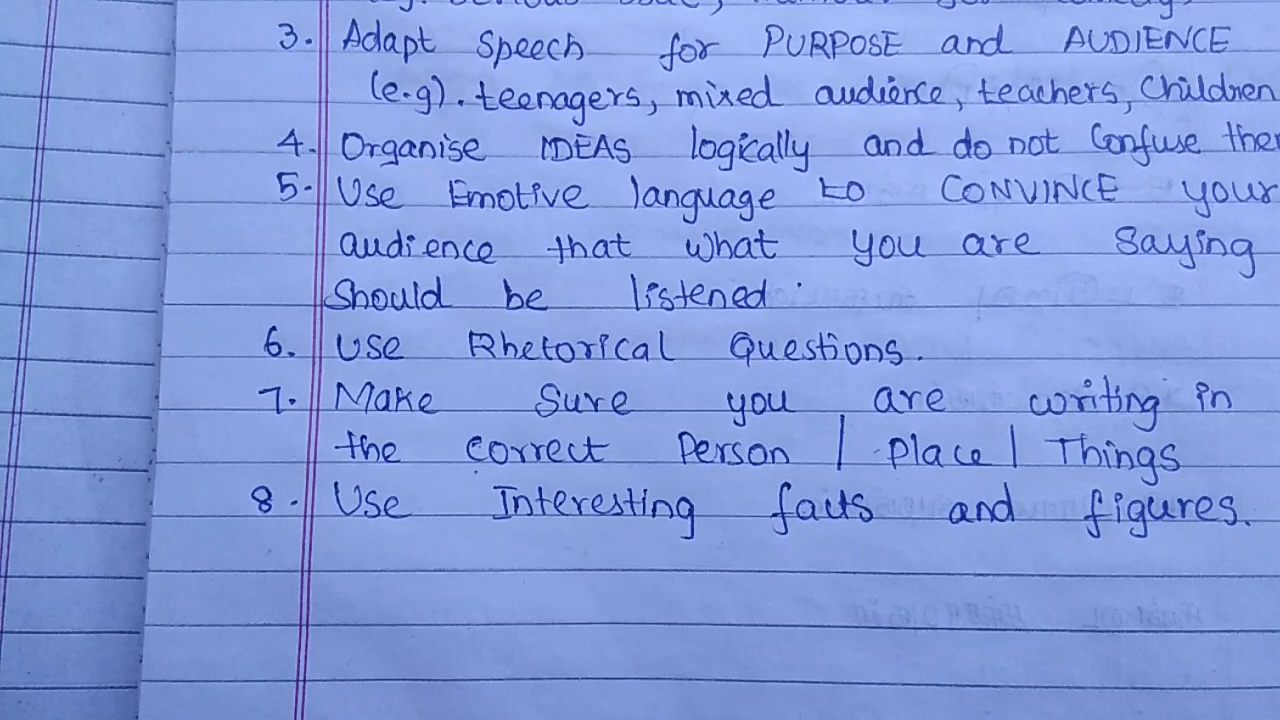 3. Adapt Speech for PURPOSE and AUDIENCE
(e.g). teenagers, mixed audience, teachers, Children
4. Organise IDEAS logically and do not Confuse
5. Use Emotive language to CONVINCE your
audience that what you are Saying
Should be listened.
6. Use Rhetorical Questions.
7. Make Sure you are writing in
the correct Person | Place | Things
8. Use Interesting facts and figures.